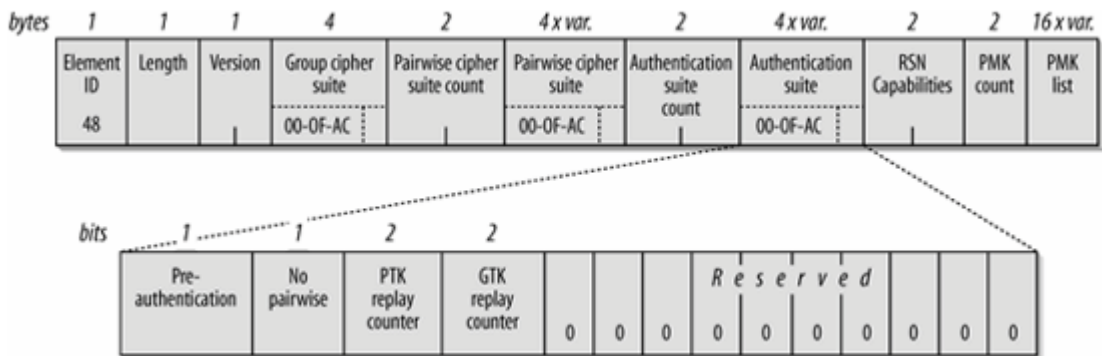 bytes 1 1 1 4 2 4 x var. 2 4 x var. 2 2 16 x var.
Element ID 48
Length
Version
Group cipher suite 00-0F-AC
Pairwise cipher suite count
Pairwise cipher suite 00-0F-AC
Authentication suite count
Authentication suite 00-0F-AC
RSN Capabilities
PMK count
PMK list
bits 1 1 2 2
Pre-authentication
No pairwise
PTK replay counter
GTK replay counter
Reserved
0 0 0 0 0 0 0 0 0 0